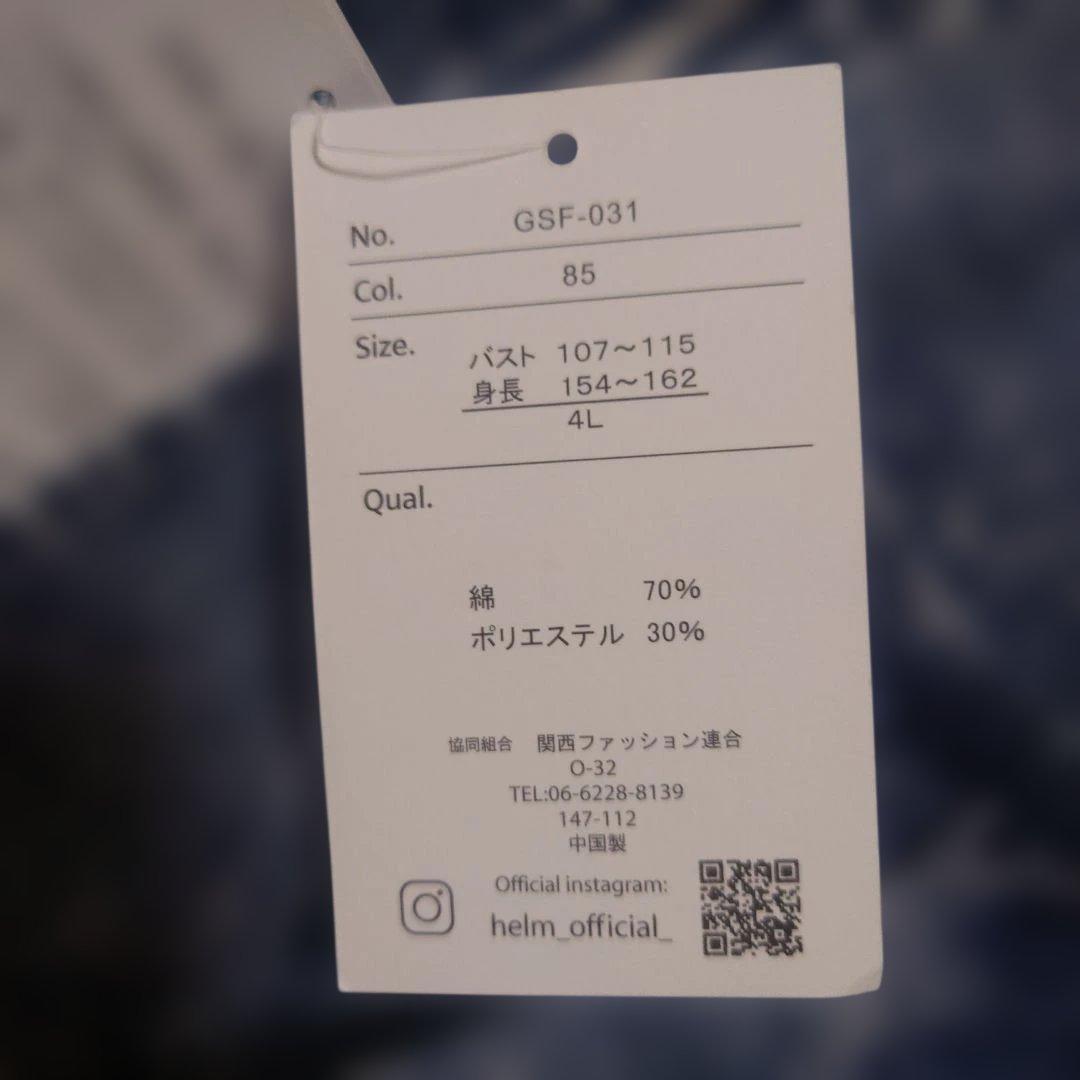 No. GSF-031
Col. 85
Size. バスト 107〜115
身長 154〜162
4L
Qual.
綿 70%
ポリエステル 30%
協同組合 関西ファッション連合
O-32
TEL:06-6228-8139
147-112
中国製
Official instagram:
helm_official_